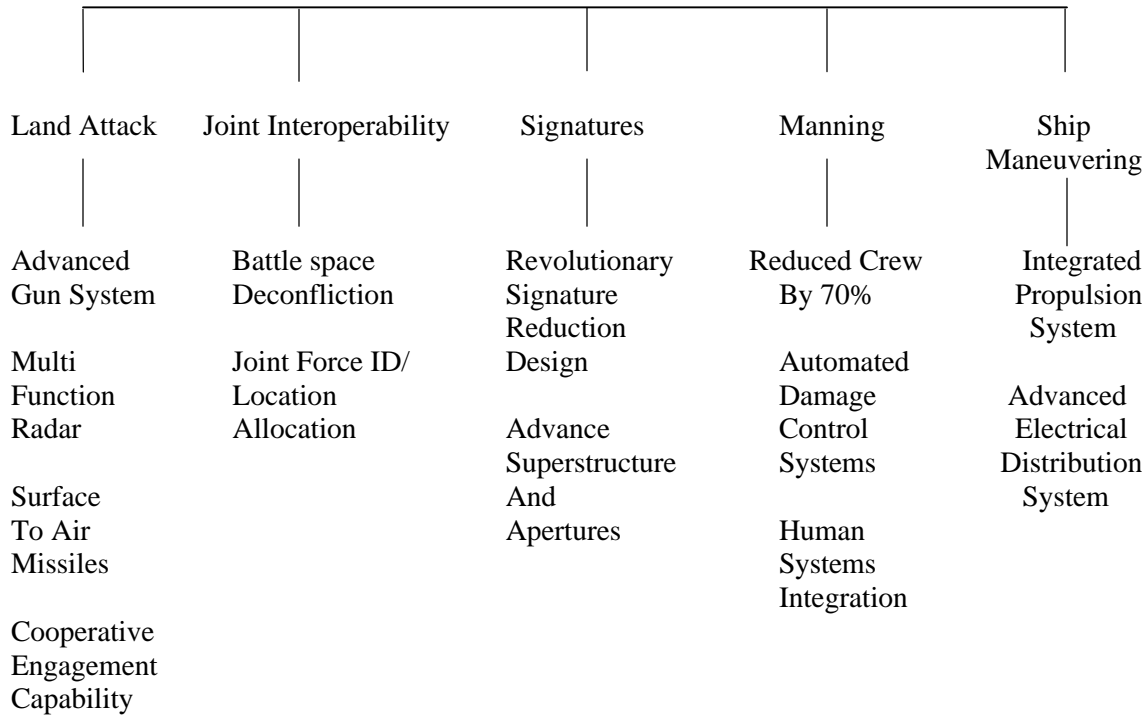 Land Attack
Joint Interoperability
Signatures
Manning
Ship
Maneuvering
Advanced
Gun System
Multi
Function
Radar
Surface
To Air
Missiles
Cooperative
Engagement
Capability
Battle space
Deconfliction
Joint Force ID/
Location
Allocation
Revolutionary
Signature
Reduction
Design
Advance
Superstructure
And
Apertures
Reduced Crew
By 70%
Automated
Damage
Control
Systems
Human
Systems
Integration
Integrated
Propulsion
System
Advanced
Electrical
Distribution
System